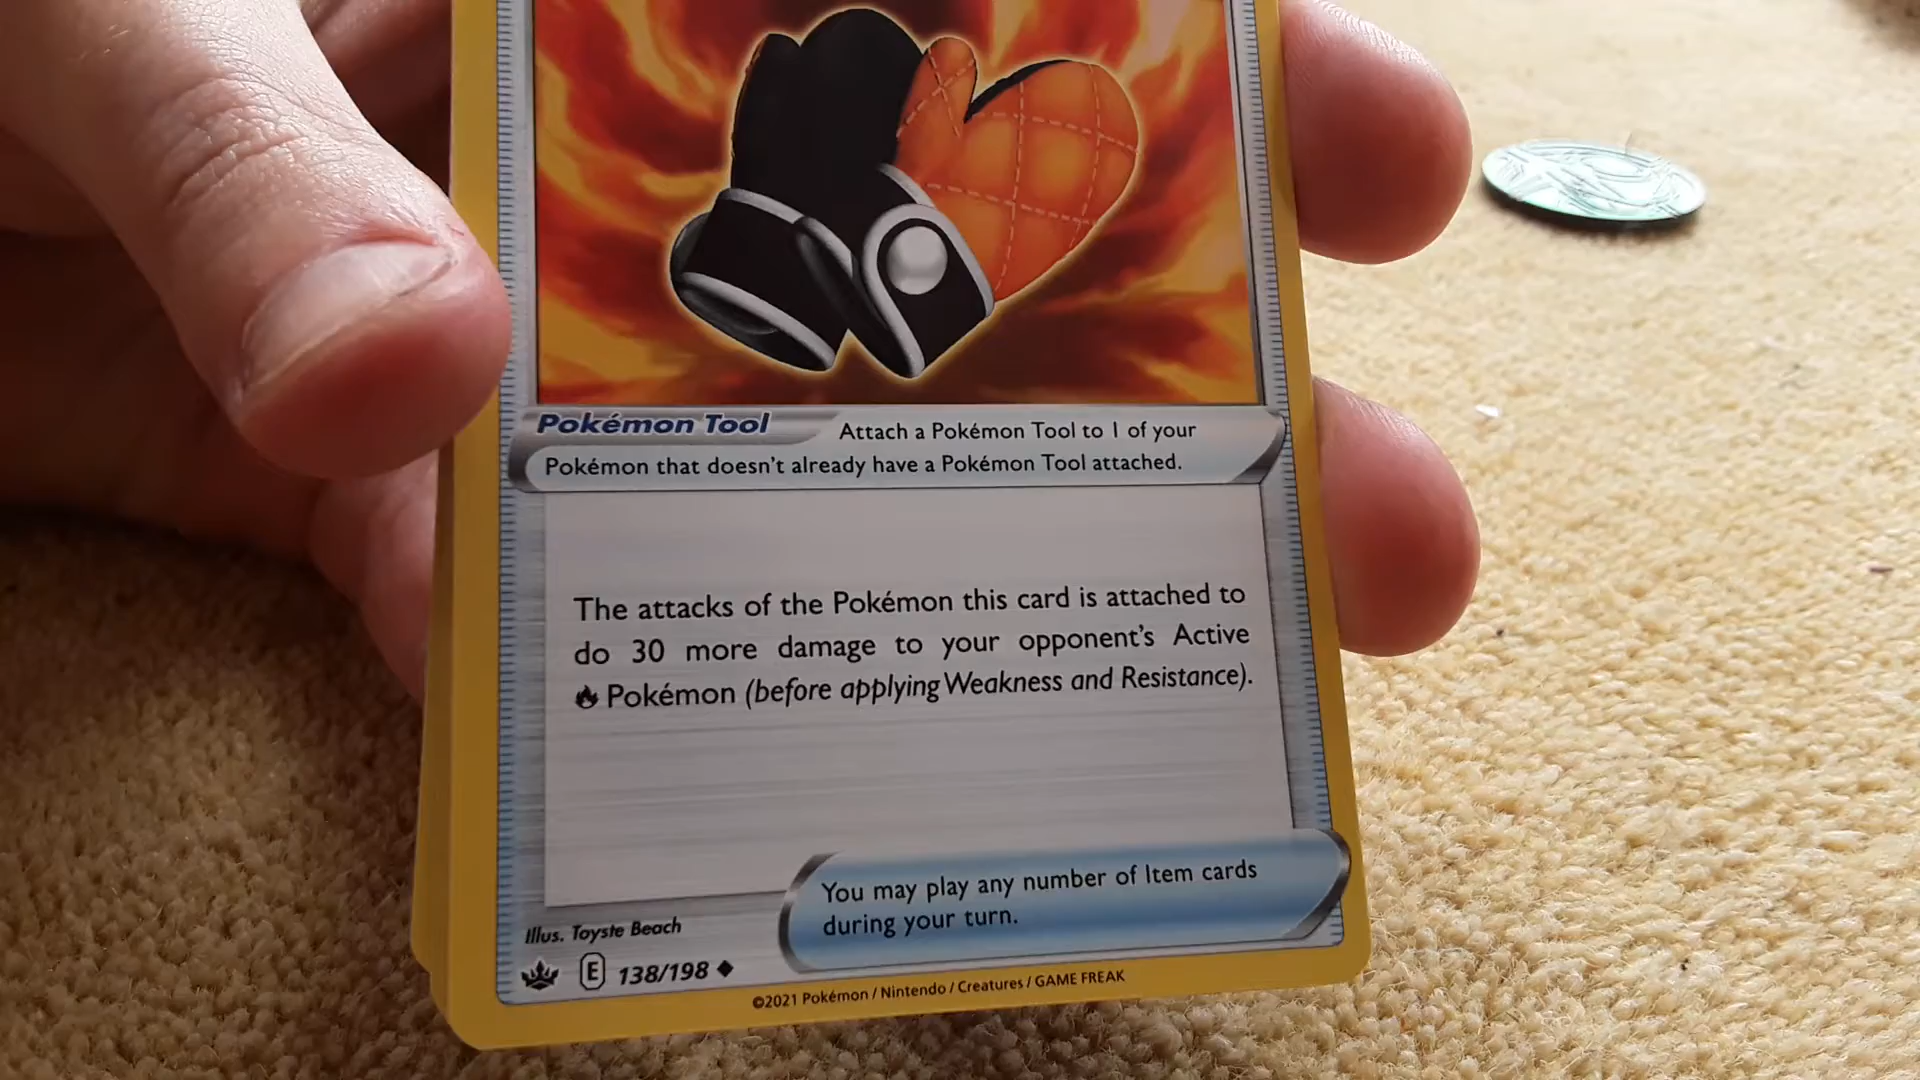 Pokémon Tool Attach a Pokémon Tool to 1 of your
Pokémon that doesn't already have a Pokémon Tool attached.
The attacks of the Pokémon this card is attached to
do 30 more damage to your opponent's Active
Pokémon (before applying Weakness and Resistance).
You may play any number of Item cards
during your turn.
Illus. Toyste Beach
E 138/198
©2021 Pokémon / Nintendo / Creatures / GAME FREAK